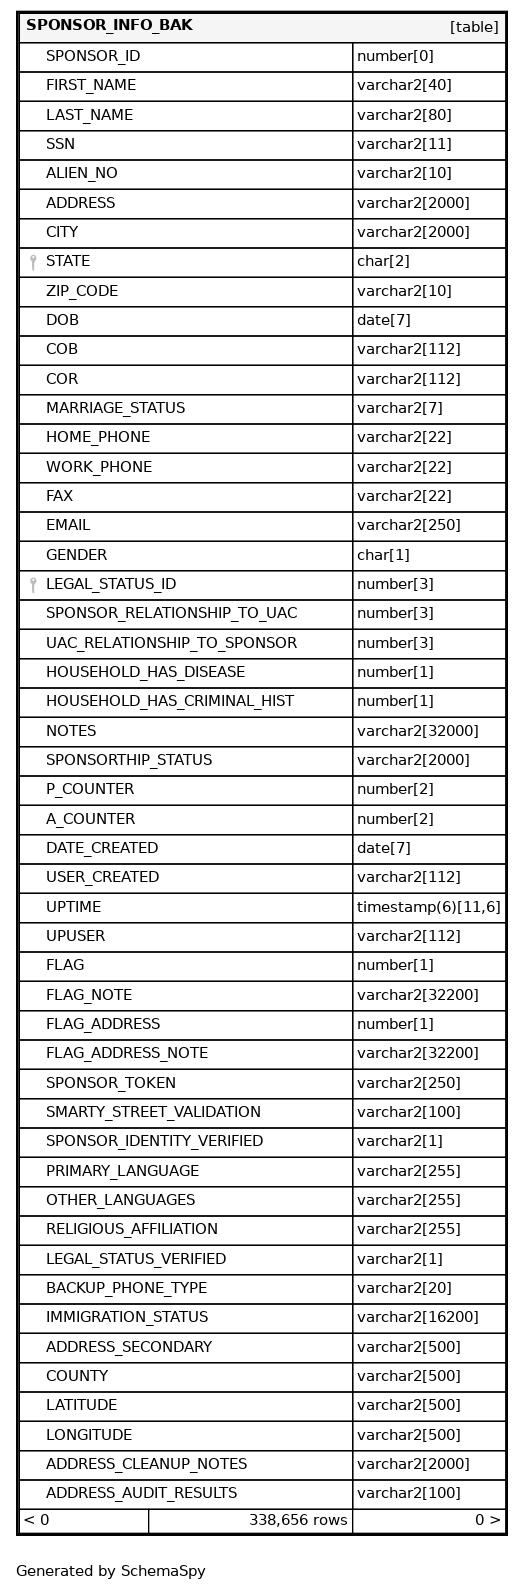 SPONSOR_INFO_BAK [table]
SPONSOR_ID number[0]
FIRST_NAME varchar2[40]
LAST_NAME varchar2[80]
SSN varchar2[11]
ALIEN_NO varchar2[10]
ADDRESS varchar2[2000]
CITY varchar2[2000]
STATE char[2]
ZIP_CODE varchar2[10]
DOB date[7]
COB varchar2[112]
COR varchar2[112]
MARRIAGE_STATUS varchar2[7]
HOME_PHONE varchar2[22]
WORK_PHONE varchar2[22]
FAX varchar2[22]
EMAIL varchar2[250]
GENDER char[1]
LEGAL_STATUS_ID number[3]
SPONSOR_RELATIONSHIP_TO_UAC number[3]
UAC_RELATIONSHIP_TO_SPONSOR number[3]
HOUSEHOLD_HAS_DISEASE number[1]
HOUSEHOLD_HAS_CRIMINAL_HIST number[1]
NOTES varchar2[32000]
SPONSORTHIP_STATUS varchar2[2000]
P_COUNTER number[2]
A_COUNTER number[2]
DATE_CREATED date[7]
USER_CREATED varchar2[112]
UPTIME timestamp(6)[11,6]
UPUSER varchar2[112]
FLAG number[1]
FLAG_NOTE varchar2[32200]
FLAG_ADDRESS number[1]
FLAG_ADDRESS_NOTE varchar2[32200]
SPONSOR_TOKEN varchar2[250]
SMARTY_STREET_VALIDATION varchar2[100]
SPONSOR_IDENTITY_VERIFIED varchar2[1]
PRIMARY_LANGUAGE varchar2[255]
OTHER_LANGUAGES varchar2[255]
RELIGIOUS_AFFILIATION varchar2[255]
LEGAL_STATUS_VERIFIED varchar2[1]
BACKUP_PHONE_TYPE varchar2[20]
IMMIGRATION_STATUS varchar2[16200]
ADDRESS_SECONDARY varchar2[500]
COUNTY varchar2[500]
LATITUDE varchar2[500]
LONGITUDE varchar2[500]
ADDRESS_CLEANUP_NOTES varchar2[2000]
ADDRESS_AUDIT_RESULTS varchar2[100]
< 0 338,656 rows 0 >
Generated by SchemaSpy